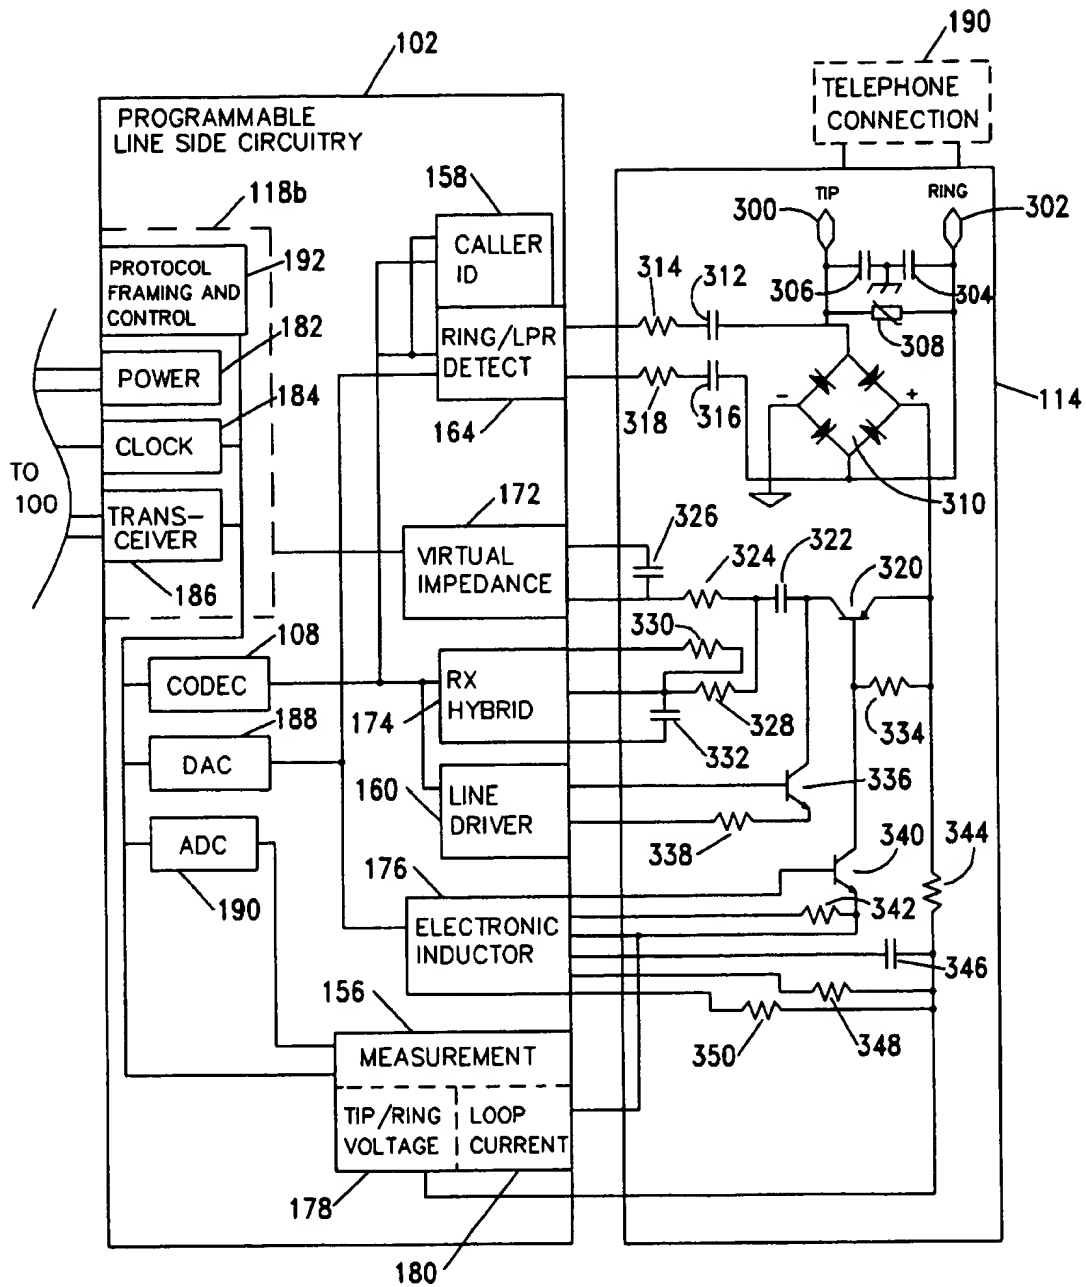 102
190
TELEPHONE
CONNECTION
PROGRAMMABLE
LINE SIDE CIRCUITRY
118b
158
TIP
RING
300
302
CALLER
ID
192
PROTOCOL
FRAMING AND
CONTROL
314
312
306
304
182
RING/LPR
DETECT
308
POWER
-
+
184
164
318
316
114
CLOCK
TO
100
310
TRANS-
CEIVER
172
326
322
VIRTUAL
IMPEDANCE
324
320
186
330
108
CODEC
RX
HYBRID
174
328
334
188
332
DAC
160
LINE
DRIVER
336
ADC
338
340
344
176
190
342
ELECTRONIC
INDUCTOR
346
156
350
348
MEASUREMENT
TIP/RING
VOLTAGE
LOOP
CURRENT
178
180